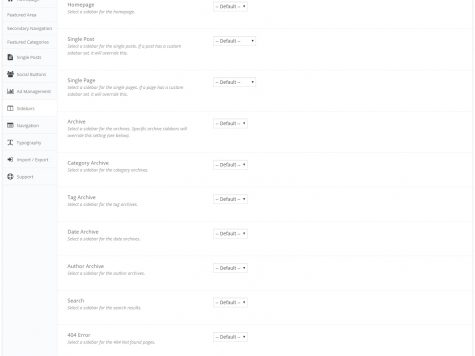 Homepage
Featured Area
Secondary Navigation
Featured Categories
Single Posts
Social Buttons
Ad Management
Sidebars
Navigation
Typography
Import / Export
Support
Homepage
Select a sidebar for the homepage.
-- Default --
Single Post
Select a sidebar for the single posts. If a post has a custom
sidebar set, it will override this.
-- Default --
Single Page
Select a sidebar for the single pages. If a page has a custom
sidebar set, it will override this.
-- Default --
Archive
Select a sidebar for the archives. Specific archive sidebars will
override this setting (see below).
-- Default --
Category Archive
Select a sidebar for the category archives.
-- Default --
Tag Archive
Select a sidebar for the tag archives.
-- Default --
Date Archive
Select a sidebar for the date archives.
-- Default --
Author Archive
Select a sidebar for the author archives.
-- Default --
Search
Select a sidebar for the search results.
-- Default --
404 Error
Select a sidebar for the 404 Not found pages.
-- Default --